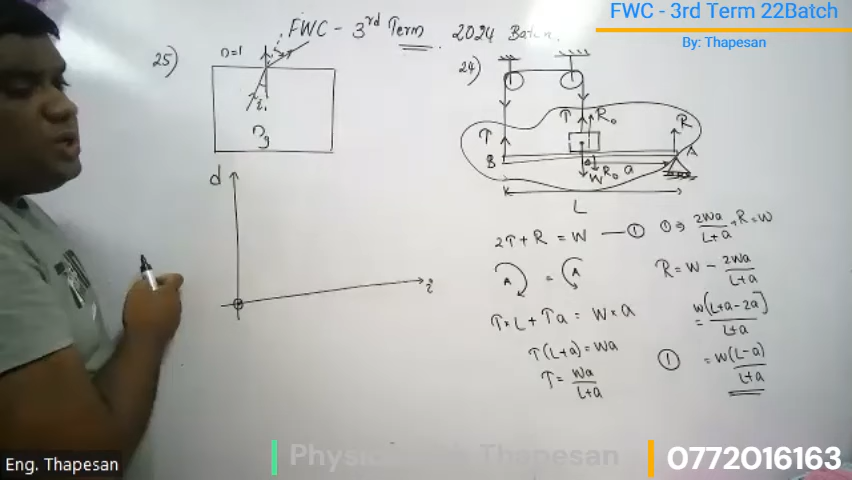 FWC - 3rd Term 22Batch
By: Thapesan
FWC - 3rd Term 2024 Batch.
25)
n=1
i
ng
d
i
24)
T T R₀ R
B A
W R₀ a
L
2T + R = W — ①
A = A
T×L + Ta = W×a
T(L+a) = Wa
T = Wa/(L+a)
①⇒ 2Wa/(L+a) + R = W
R = W - 2Wa/(L+a)
= W(L+a-2a)/(L+a)
① = W(L-a)/(L+a)
Eng. Thapesan
0772016163